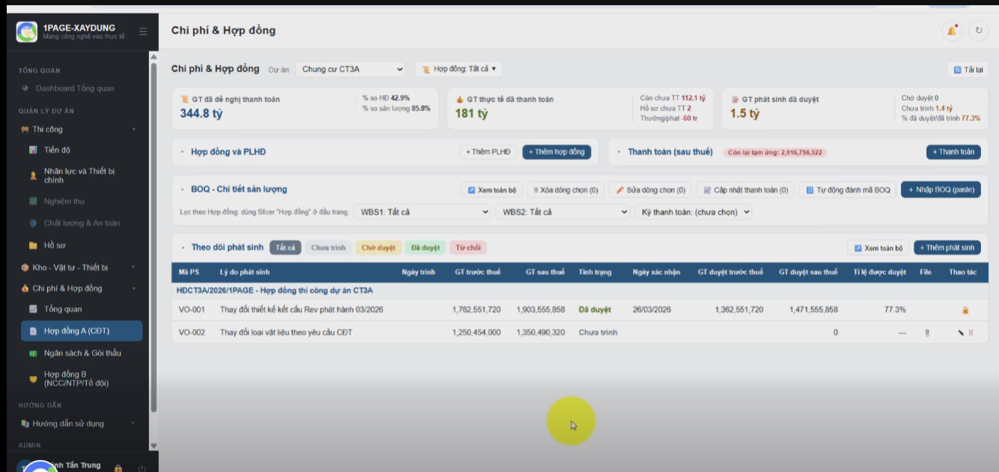 1PAGE-XAYDUNG
Mang công nghệ vào thực tế
TỔNG QUAN
Dashboard Tổng quan
QUẢN LÝ DỰ ÁN
Thi công
Tiến độ
Nhân lực và Thiết bị
chính
Nghiệm thu
Chất lượng & An toàn
Hồ sơ
Kho - Vật tư - Thiết bị
Chi phí & Hợp đồng
Tổng quan
Hợp đồng A (CĐT)
Ngân sách & Gói thầu
Hợp đồng B
(NCC/NTP/Tổ đội)
HƯỚNG DẪN
Hướng dẫn sử dụng
ADMIN
Tấn Trung
Chi phí & Hợp đồng
Chi phí & Hợp đồng Dự án: Chung cư CT3A Hợp đồng: Tất cả Tải lại
GT đã đề nghị thanh toán
344.8 tỷ
% so HĐ 42.9%
% so sản lượng 85.8%
GT thực tế đã thanh toán
181 tỷ
Còn chưa TT 112.1 tỷ
Hồ sơ chưa TT 2
Thưởng/phạt -60 tr
GT phát sinh đã duyệt
1.5 tỷ
Chờ duyệt 0
Chưa trình 1.4 tỷ
% đã duyệt/đã trình 77.3%
Hợp đồng và PLHĐ + Thêm PLHĐ + Thêm hợp đồng
Thanh toán (sau thuế) Còn lại tạm ứng: 2,916,756,522 + Thanh toán
BOQ - Chi tiết sản lượng Xem toàn bộ Xóa dòng chọn (0) Sửa dòng chọn (0) Cập nhật thanh toán (0) Tự động đánh mã BOQ + Nhập BOQ (paste)
Lọc theo Hợp đồng: dùng Slicer "Hợp đồng" ở đầu trang. WBS1: Tất cả WBS2: Tất cả Kỳ thanh toán: (chưa chọn)
Theo dõi phát sinh Tất cả Chưa trình Chờ duyệt Đã duyệt Từ chối Xem toàn bộ + Thêm phát sinh
Mã PS Lý do phát sinh Ngày trình GT trước thuế GT sau thuế Tình trạng Ngày xác nhận GT duyệt trước thuế GT duyệt sau thuế Tỉ lệ được duyệt File Thao tác
HĐCT3A/2026/1PAGE - Hợp đồng thi công dự án CT3A
VO-001 Thay đổi thiết kế kết cấu Rev phát hành 03/2026 1,762,551,720 1,903,555,858 Đã duyệt 26/03/2026 1,362,551,720 1,471,555,858 77.3%
VO-002 Thay đổi loại vật liệu theo yêu cầu CĐT 1,250,454,000 1,350,490,320 Chưa trình 0 —